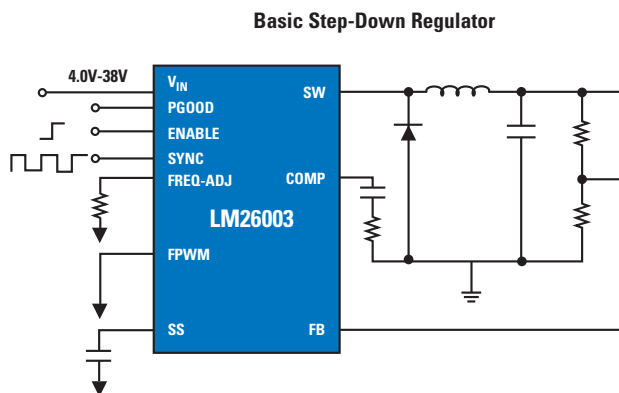 Basic Step-Down Regulator
4.0V-38V
VIN
PGOOD
ENABLE
SYNC
FREQ-ADJ
FPWM
SS
LM26003
SW
COMP
FB